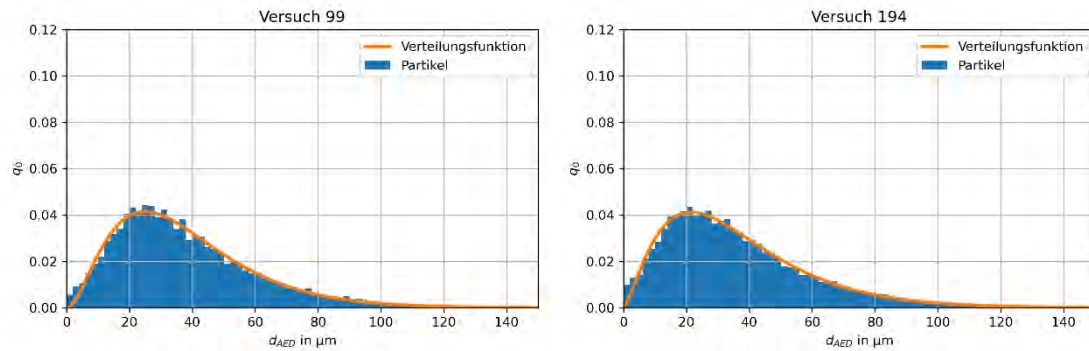 Versuch 99
0.12
0.10
0.08
0.06
0.04
0.02
0.00
q0
0 20 40 60 80 100 120 140
dAED in µm
Verteilungsfunktion
Partikel
Versuch 194
0.12
0.10
0.08
0.06
0.04
0.02
0.00
q0
0 20 40 60 80 100 120 140
dAED in µm
Verteilungsfunktion
Partikel